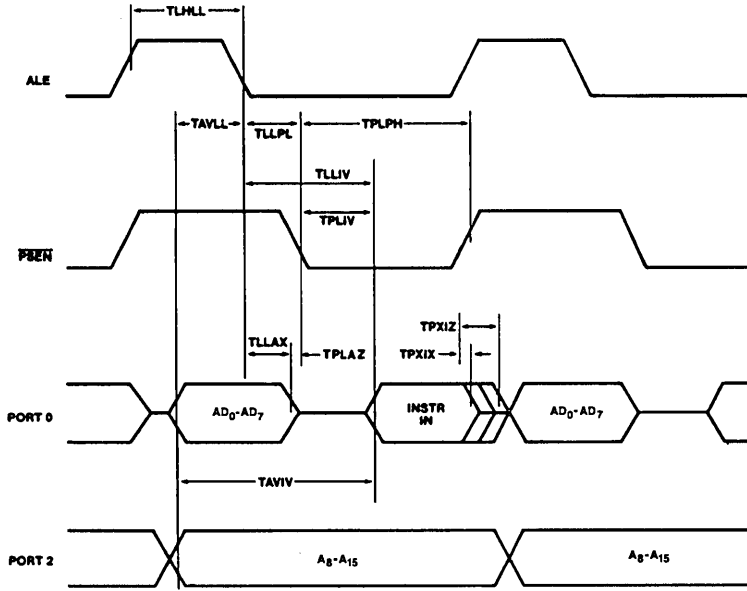 TLHLL
ALE
TAVLL
TLLPL
TPLPH
TLLIV
TPLIV
PSEN
TPXIZ
TLLAX
TPLAZ
TPXIX
PORT 0
AD0-AD7
INSTR
IN
AD0-AD7
TAVIV
PORT 2
A8-A15
A8-A15